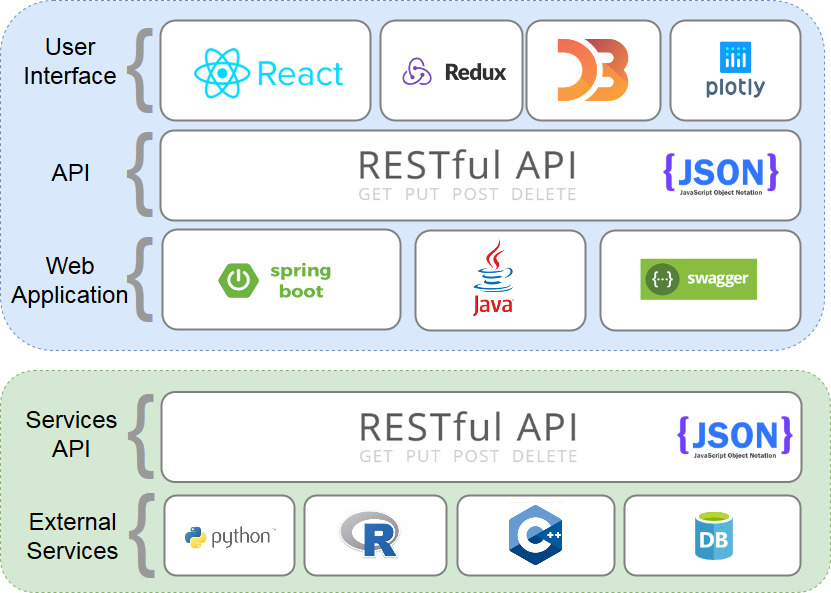 User
Interface
React
Redux
D3
plotly
API
RESTful API
GET PUT POST DELETE
{JSON}
JavaScript Object Notation
Web
Application
spring
boot
Java
{···} swagger
Services
API
RESTful API
GET PUT POST DELETE
{JSON}
JavaScript Object Notation
External
Services
python
R
C++
DB